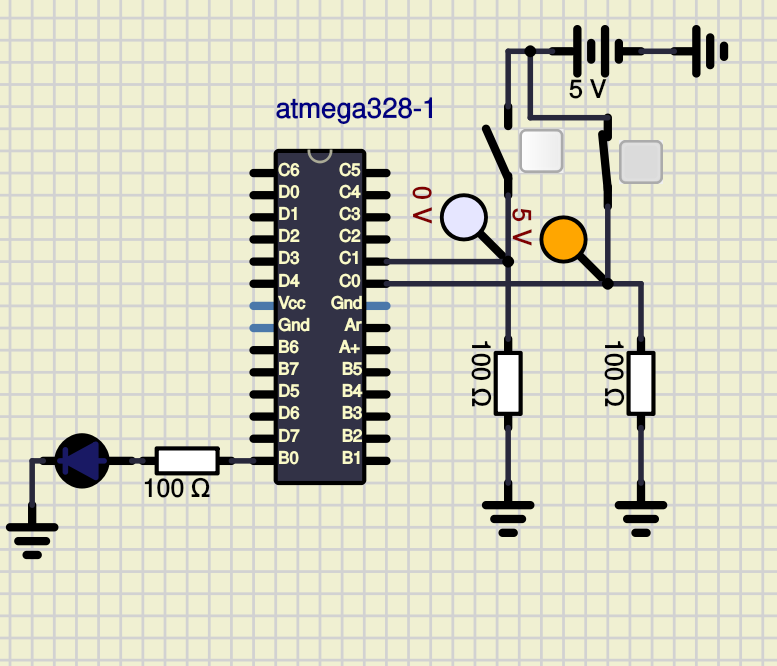 5 V
atmega328-1
C6 C5
D0 C4
D1 C3
D2 C2
D3 C1
D4 C0
Vcc Gnd
Gnd Ar
B6 A+
B7 B5
D5 B4
D6 B3
D7 B2
B0 B1
0 V
5 V
100 Ω
100 Ω
100 Ω